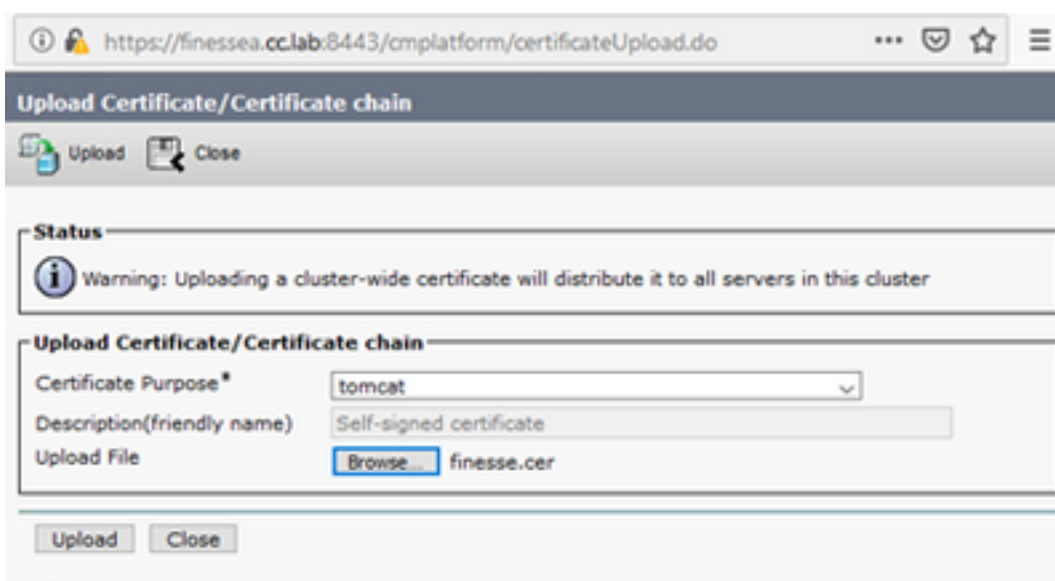 https://finessea.cc.lab:8443/cmplatform/certificateUpload.do
Upload Certificate/Certificate chain
Upload Close
Status
Warning: Uploading a cluster-wide certificate will distribute it to all servers in this cluster
Upload Certificate/Certificate chain
Certificate Purpose* tomcat
Description(friendly name) Self-signed certificate
Upload File Browse... finesse.cer
Upload Close